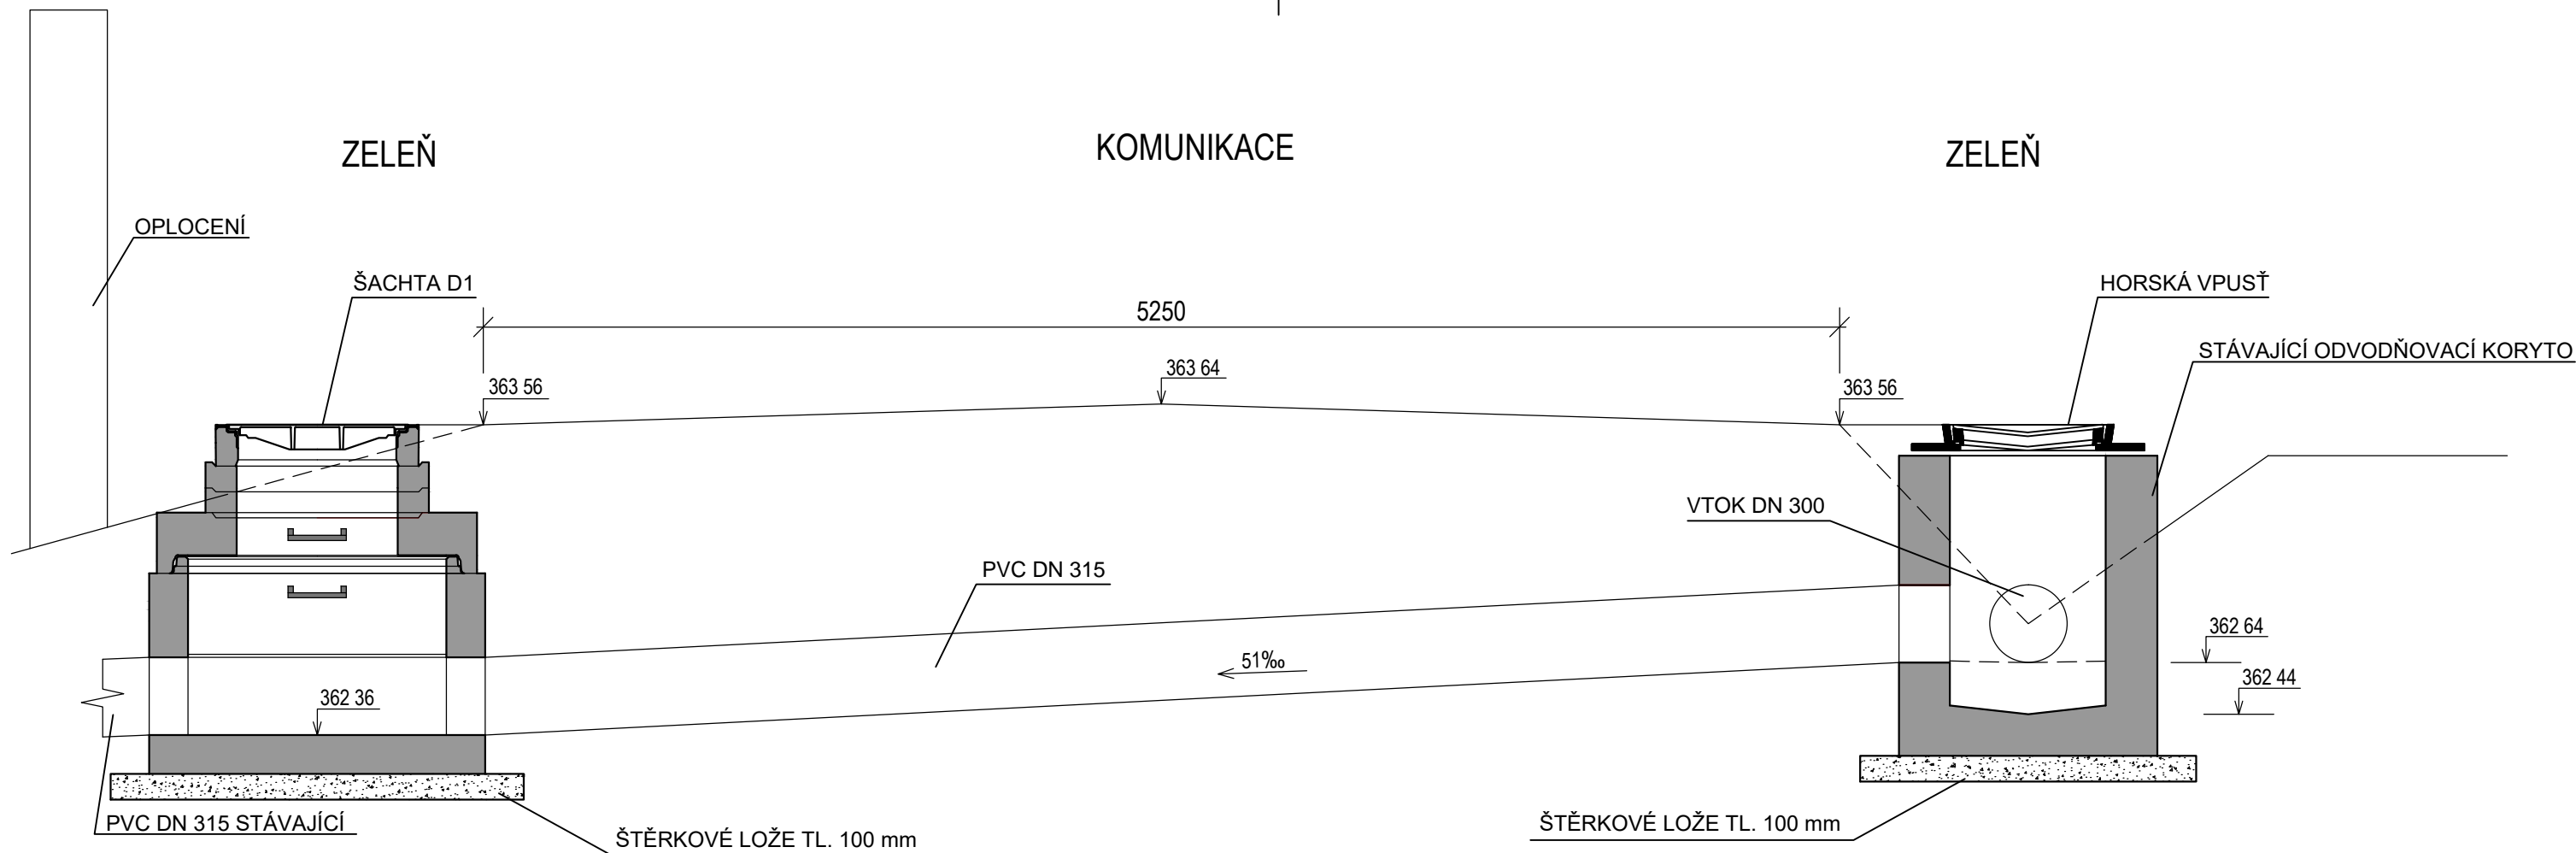 ZELEŇ
KOMUNIKACE
ZELEŇ
OPLOCENÍ
ŠACHTA D1
HORSKÁ VPUSŤ
5250
STÁVAJÍCÍ ODVODŇOVACÍ KORYTO
363 56
363 64
363 56
VTOK DN 300
PVC DN 315
362 64
51‰
362 44
362 36
PVC DN 315 STÁVAJÍCÍ
ŠTĚRKOVÉ LOŽE TL. 100 mm
ŠTĚRKOVÉ LOŽE TL. 100 mm